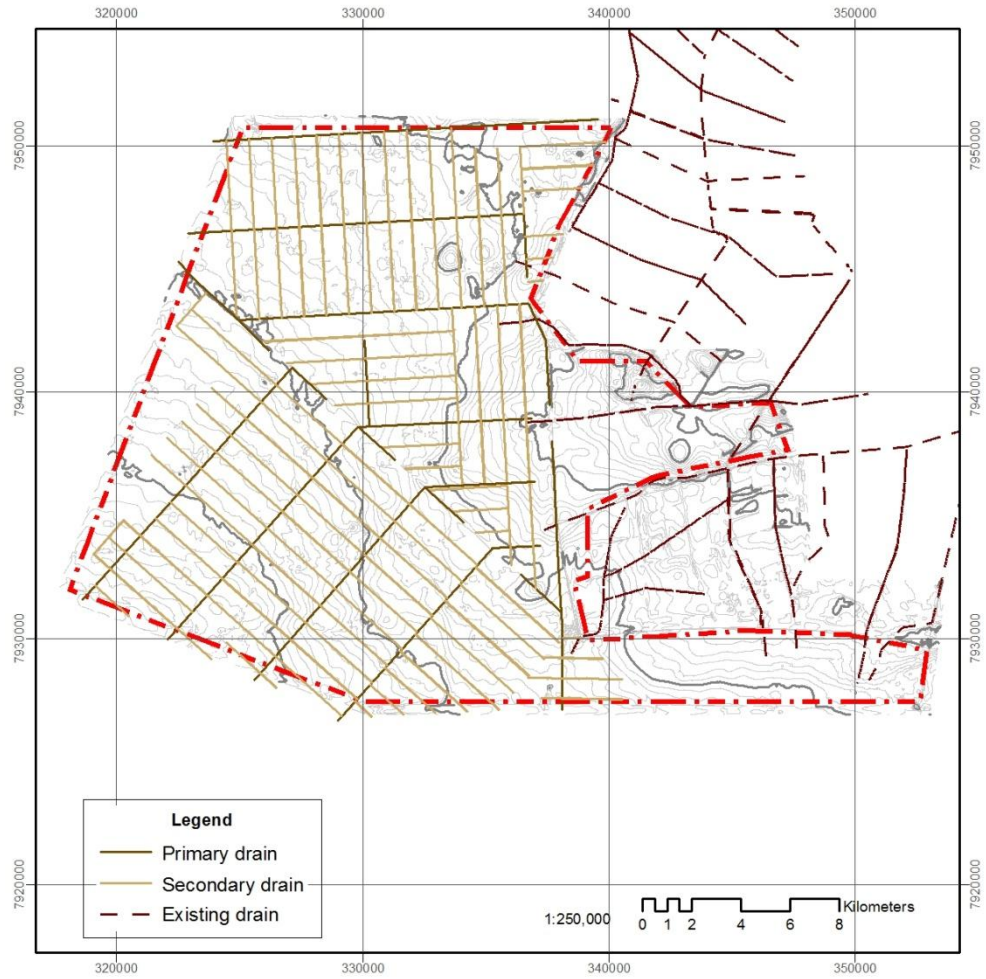 320000 330000 340000 350000
7950000 7950000
7940000 7940000
7930000 7930000
7920000 7920000
Legend
Primary drain
Secondary drain
Existing drain
1:250,000
Kilometers
0 1 2 4 6 8
320000 330000 340000 350000